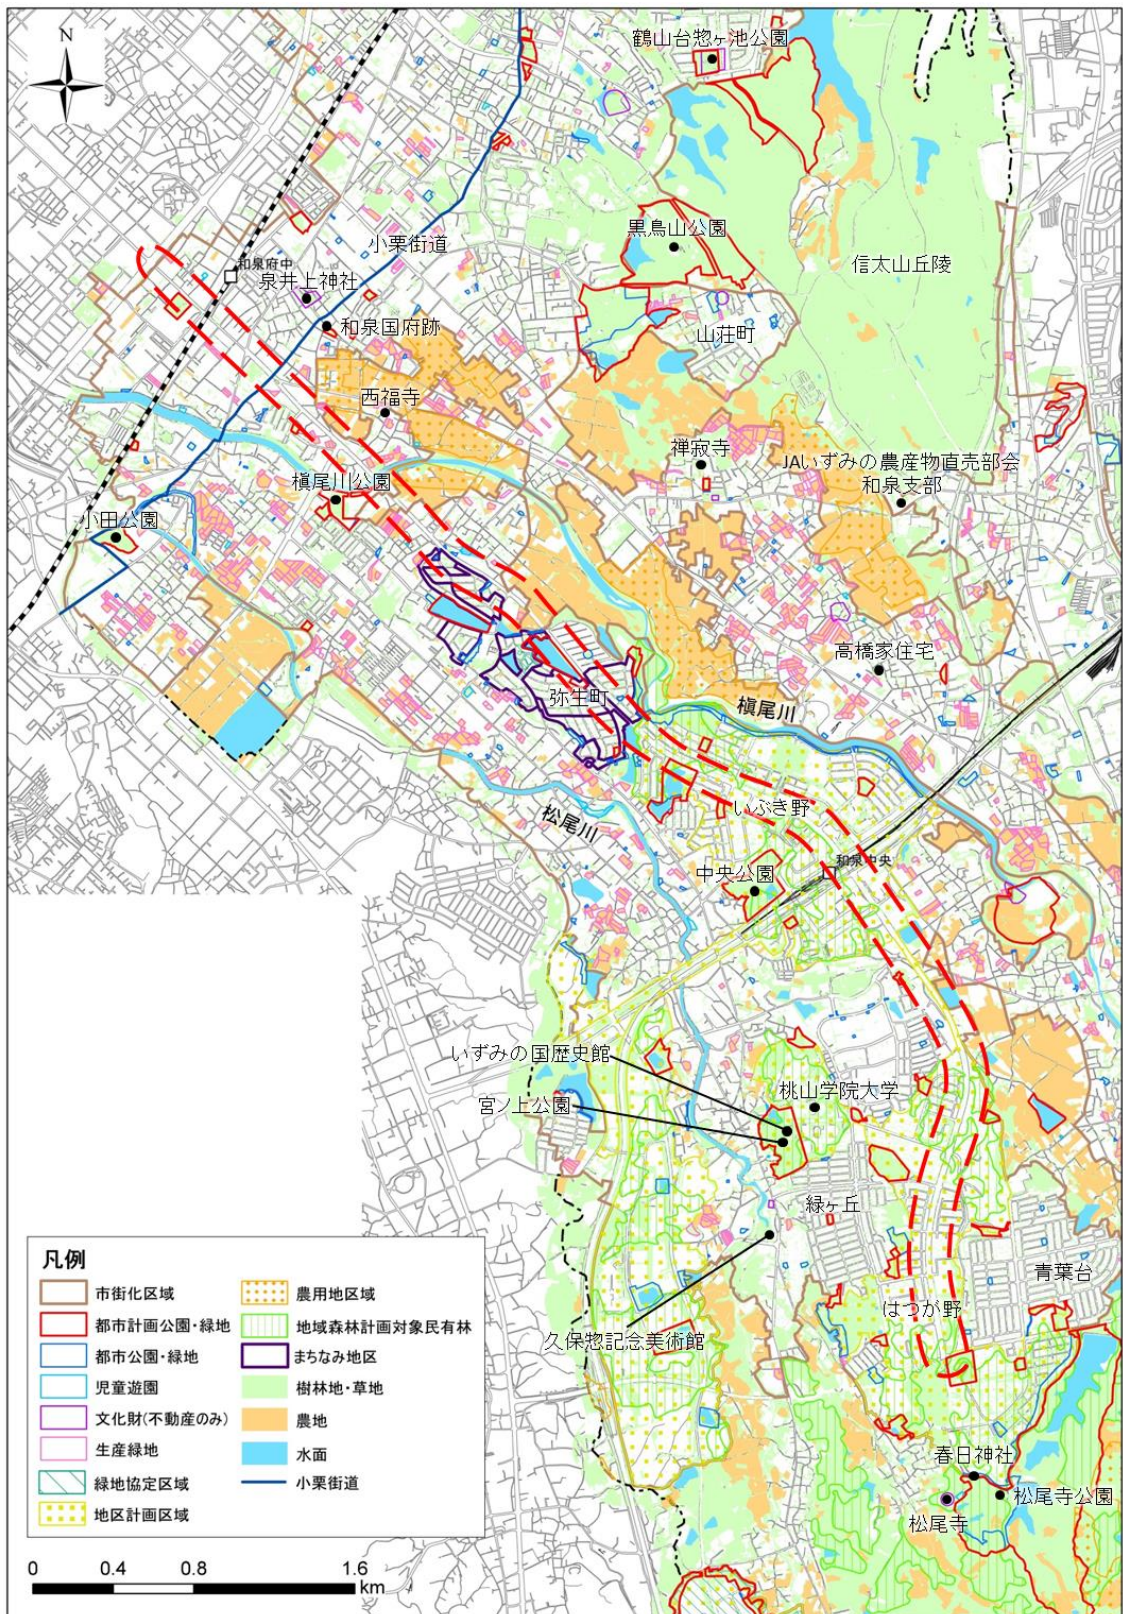 N
鶴山台惣ヶ池公園
黒鳥山公園
小栗街道
信太山丘陵
和泉府中
泉井上神社
和泉国府跡
山荘町
西福寺
禅寂寺
JAいずみの農産物直売部会
和泉支部
槇尾川公園
小田公園
高橋家住宅
弥生町
槇尾川
いぶき野
松尾川
和泉中央
中央公園
いずみの国歴史館
桃山学院大学
宮ノ上公園
緑ヶ丘
青葉台
はつが野
久保惣記念美術館
春日神社
松尾寺公園
松尾寺
凡例
市街化区域
都市計画公園・緑地
都市公園・緑地
児童遊園
文化財(不動産のみ)
生産緑地
緑地協定区域
地区計画区域
農用地区域
地域森林計画対象民有林
まちなみ地区
樹林地・草地
農地
水面
小栗街道
0 0.4 0.8 1.6
km